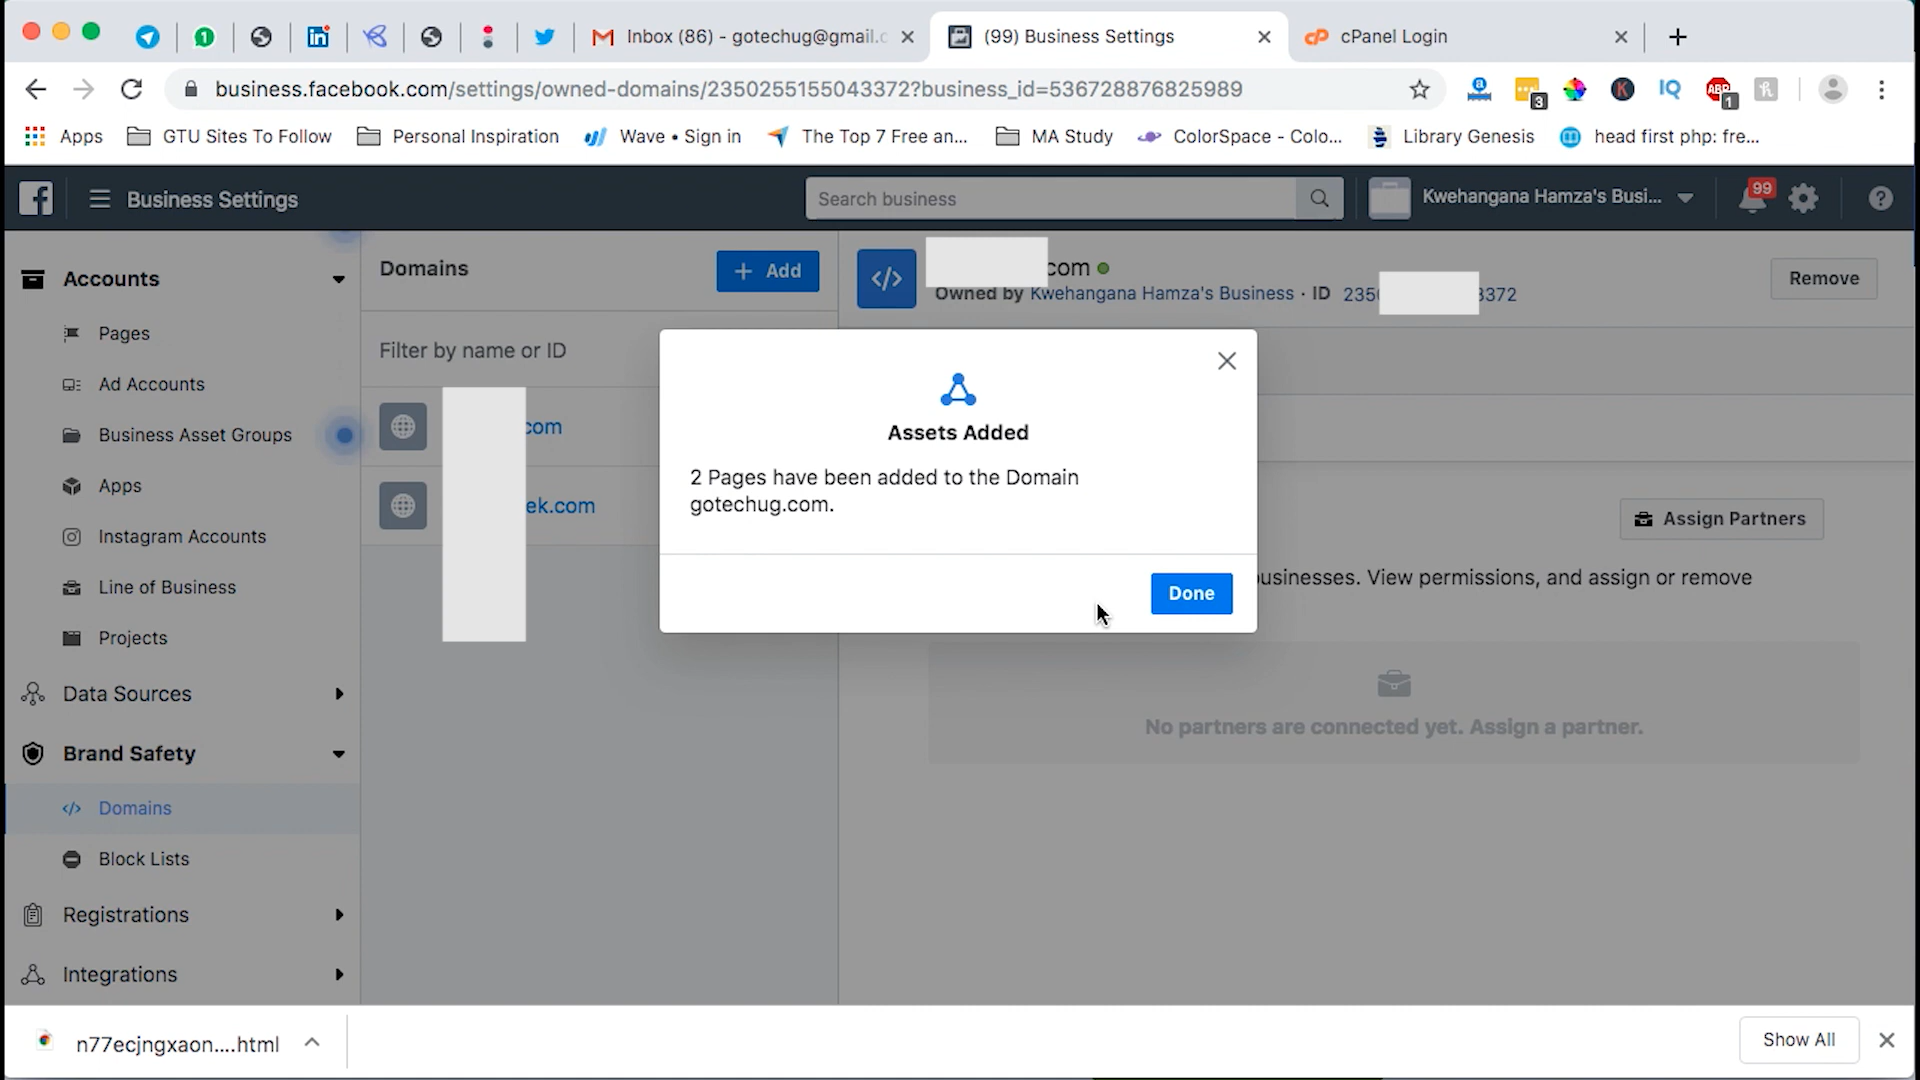 Inbox (86) - gotechug@gmail.c
(99) Business Settings
cPanel Login
business.facebook.com/settings/owned-domains/2350255155043372?business_id=536728876825989
Apps
GTU Sites To Follow
Personal Inspiration
Wave • Sign in
The Top 7 Free an...
MA Study
ColorSpace - Colo...
Library Genesis
head first php: fre...
Business Settings
Search business
Kwehangana Hamza's Busi...
99
Accounts
Pages
Ad Accounts
Business Asset Groups
Apps
Instagram Accounts
Line of Business
Projects
Data Sources
Brand Safety
Domains
Block Lists
Registrations
Integrations
Domains
+ Add
Filter by name or ID
com
ek.com
.com
Owned by Kwehangana Hamza's Business · ID 235 3372
Remove
Assets Added
2 Pages have been added to the Domain
gotechug.com.
Done
Assign Partners
usinesses. View permissions, and assign or remove
No partners are connected yet. Assign a partner.
n77ecjngxaon....html
Show All